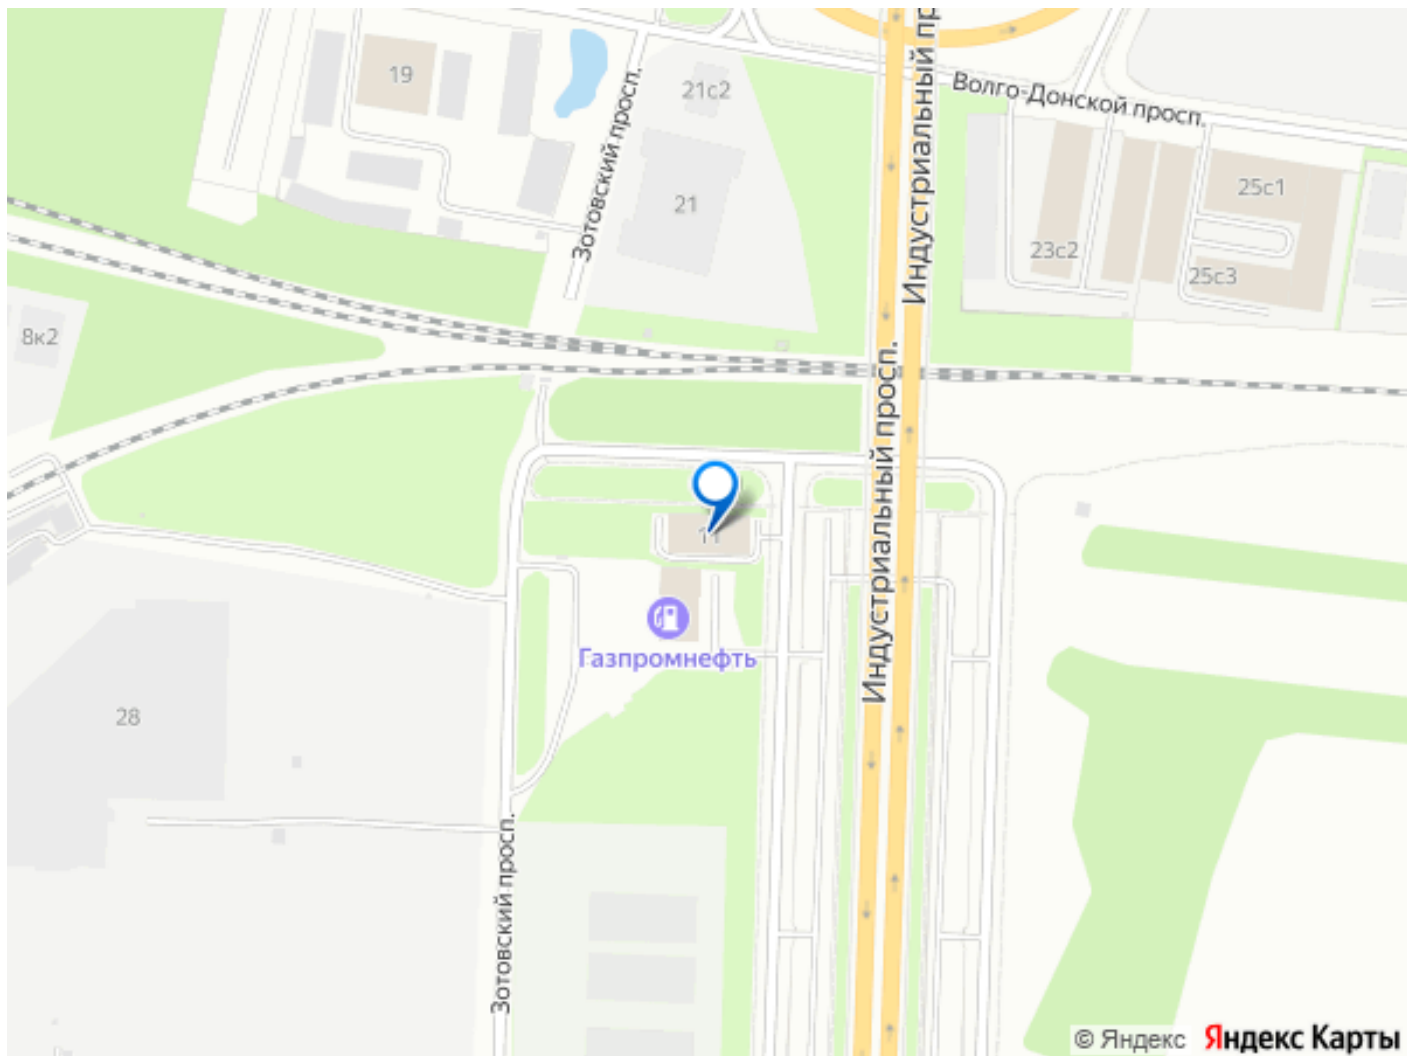 Индустриальный пр
19
21с2
Волго-Донской просп.
Зотовский просп.
21
25с1
23с2
25с3
8к2
Индустриальный просп.
11
Газпромнефть
28
Зотовский просп.
© Яндекс Яндекс Карты